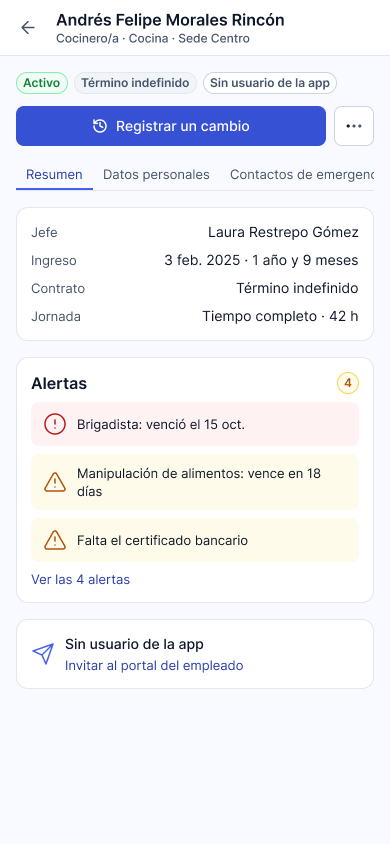 Andrés Felipe Morales Rincón
Cocinero/a · Cocina · Sede Centro
Activo
Término indefinido
Sin usuario de la app
Registrar un cambio
Resumen
Datos personales
Contactos de emergenc
Jefe
Laura Restrepo Gómez
Ingreso
3 feb. 2025 · 1 año y 9 meses
Contrato
Término indefinido
Jornada
Tiempo completo · 42 h
Alertas
4
Brigadista: venció el 15 oct.
Manipulación de alimentos: vence en 18
días
Falta el certificado bancario
Ver las 4 alertas
Sin usuario de la app
Invitar al portal del empleado